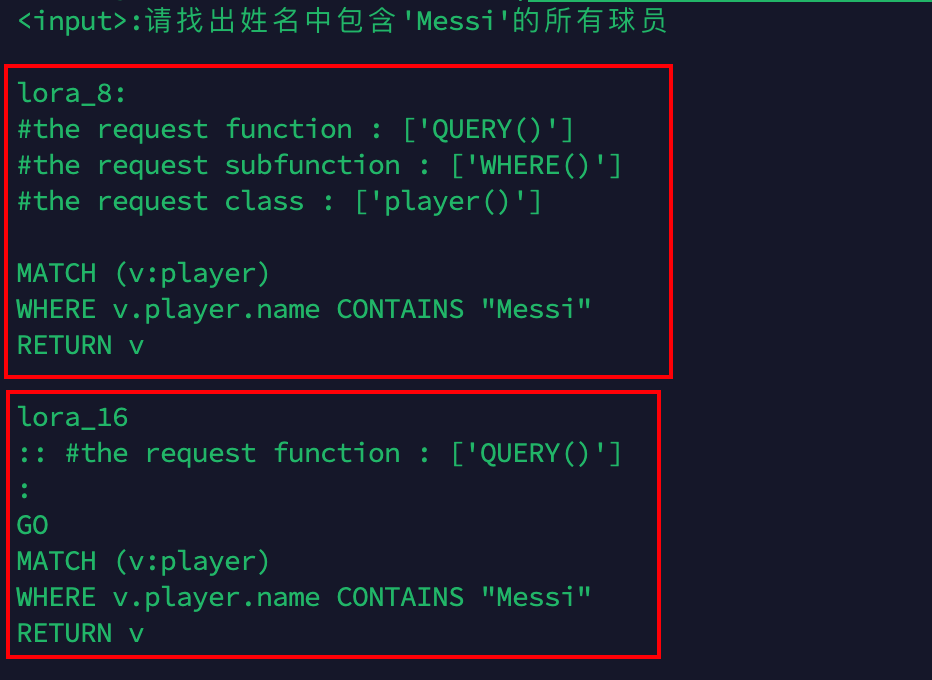 <input>:请找出姓名中包含'Messi'的所有球员
lora_8:
#the request function : ['QUERY()']
#the request subfunction : ['WHERE()']
#the request class : ['player()']
MATCH (v:player)
WHERE v.player.name CONTAINS "Messi"
RETURN v
lora_16
:: #the request function : ['QUERY()']
:
GO
MATCH (v:player)
WHERE v.player.name CONTAINS "Messi"
RETURN v